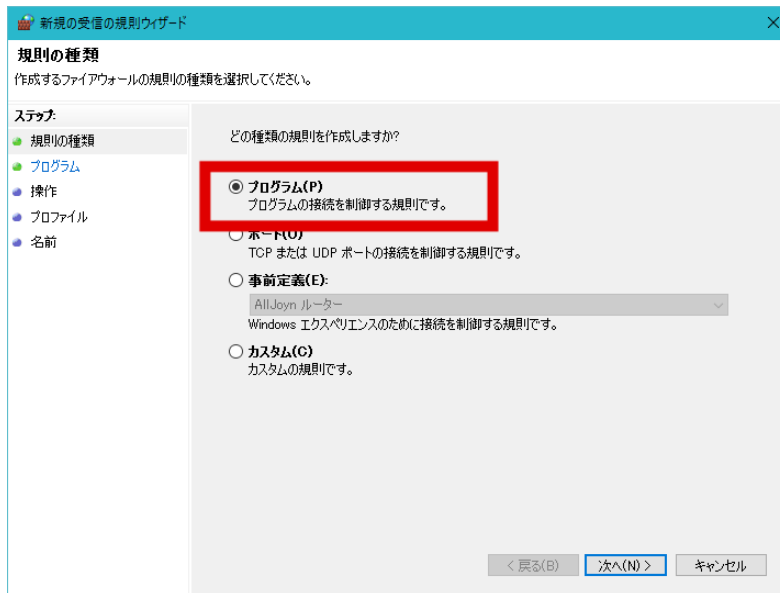 新規の受信の規則ウィザード
規則の種類
作成するファイアウォールの規則の種類を選択してください。
ステップ:
規則の種類
プログラム
操作
プロファイル
名前
どの種類の規則を作成しますか?
プログラム(P)
プログラムの接続を制御する規則です。
ポート(O)
TCP または UDP ポートの接続を制御する規則です。
事前定義(E):
AllJoyn ルーター
Windows エクスペリエンスのために接続を制御する規則です。
カスタム(C)
カスタムの規則です。
< 戻る(B)
次へ(N) >
キャンセル